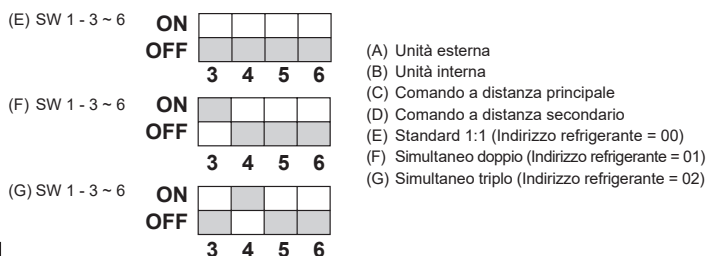 (E) SW 1 - 3 ~ 6
ON
OFF
3 4 5 6
(F) SW 1 - 3 ~ 6
ON
OFF
3 4 5 6
(G) SW 1 - 3 ~ 6
ON
OFF
3 4 5 6
(A) Unità esterna
(B) Unità interna
(C) Comando a distanza principale
(D) Comando a distanza secondario
(E) Standard 1:1 (Indirizzo refrigerante = 00)
(F) Simultaneo doppio (Indirizzo refrigerante = 01)
(G) Simultaneo triplo (Indirizzo refrigerante = 02)